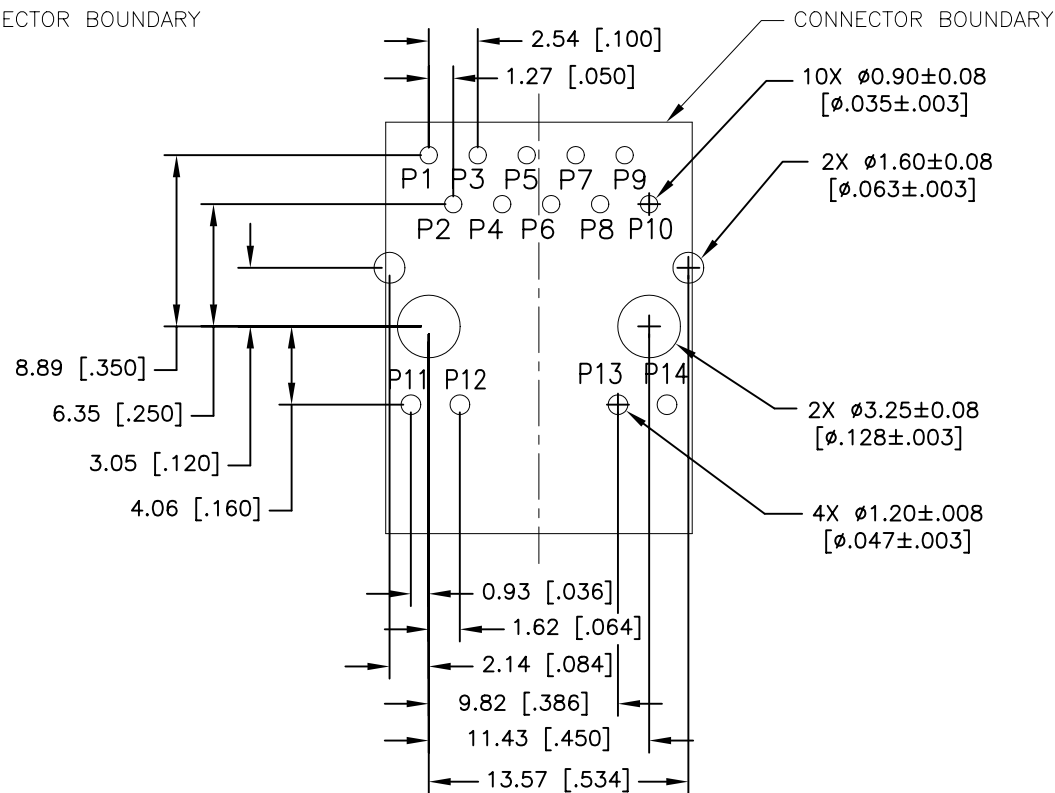 ECTOR BOUNDARY
CONNECTOR BOUNDARY
2.54 [.100]
1.27 [.050]
10X ø0.90±0.08
[ø.035±.003]
2X ø1.60±0.08
[ø.063±.003]
P1 P3 P5 P7 P9
P2 P4 P6 P8 P10
8.89 [.350]
6.35 [.250]
3.05 [.120]
4.06 [.160]
P11 P12 P13 P14
2X ø3.25±0.08
[ø.128±.003]
4X ø1.20±.008
[ø.047±.003]
0.93 [.036]
1.62 [.064]
2.14 [.084]
9.82 [.386]
11.43 [.450]
13.57 [.534]